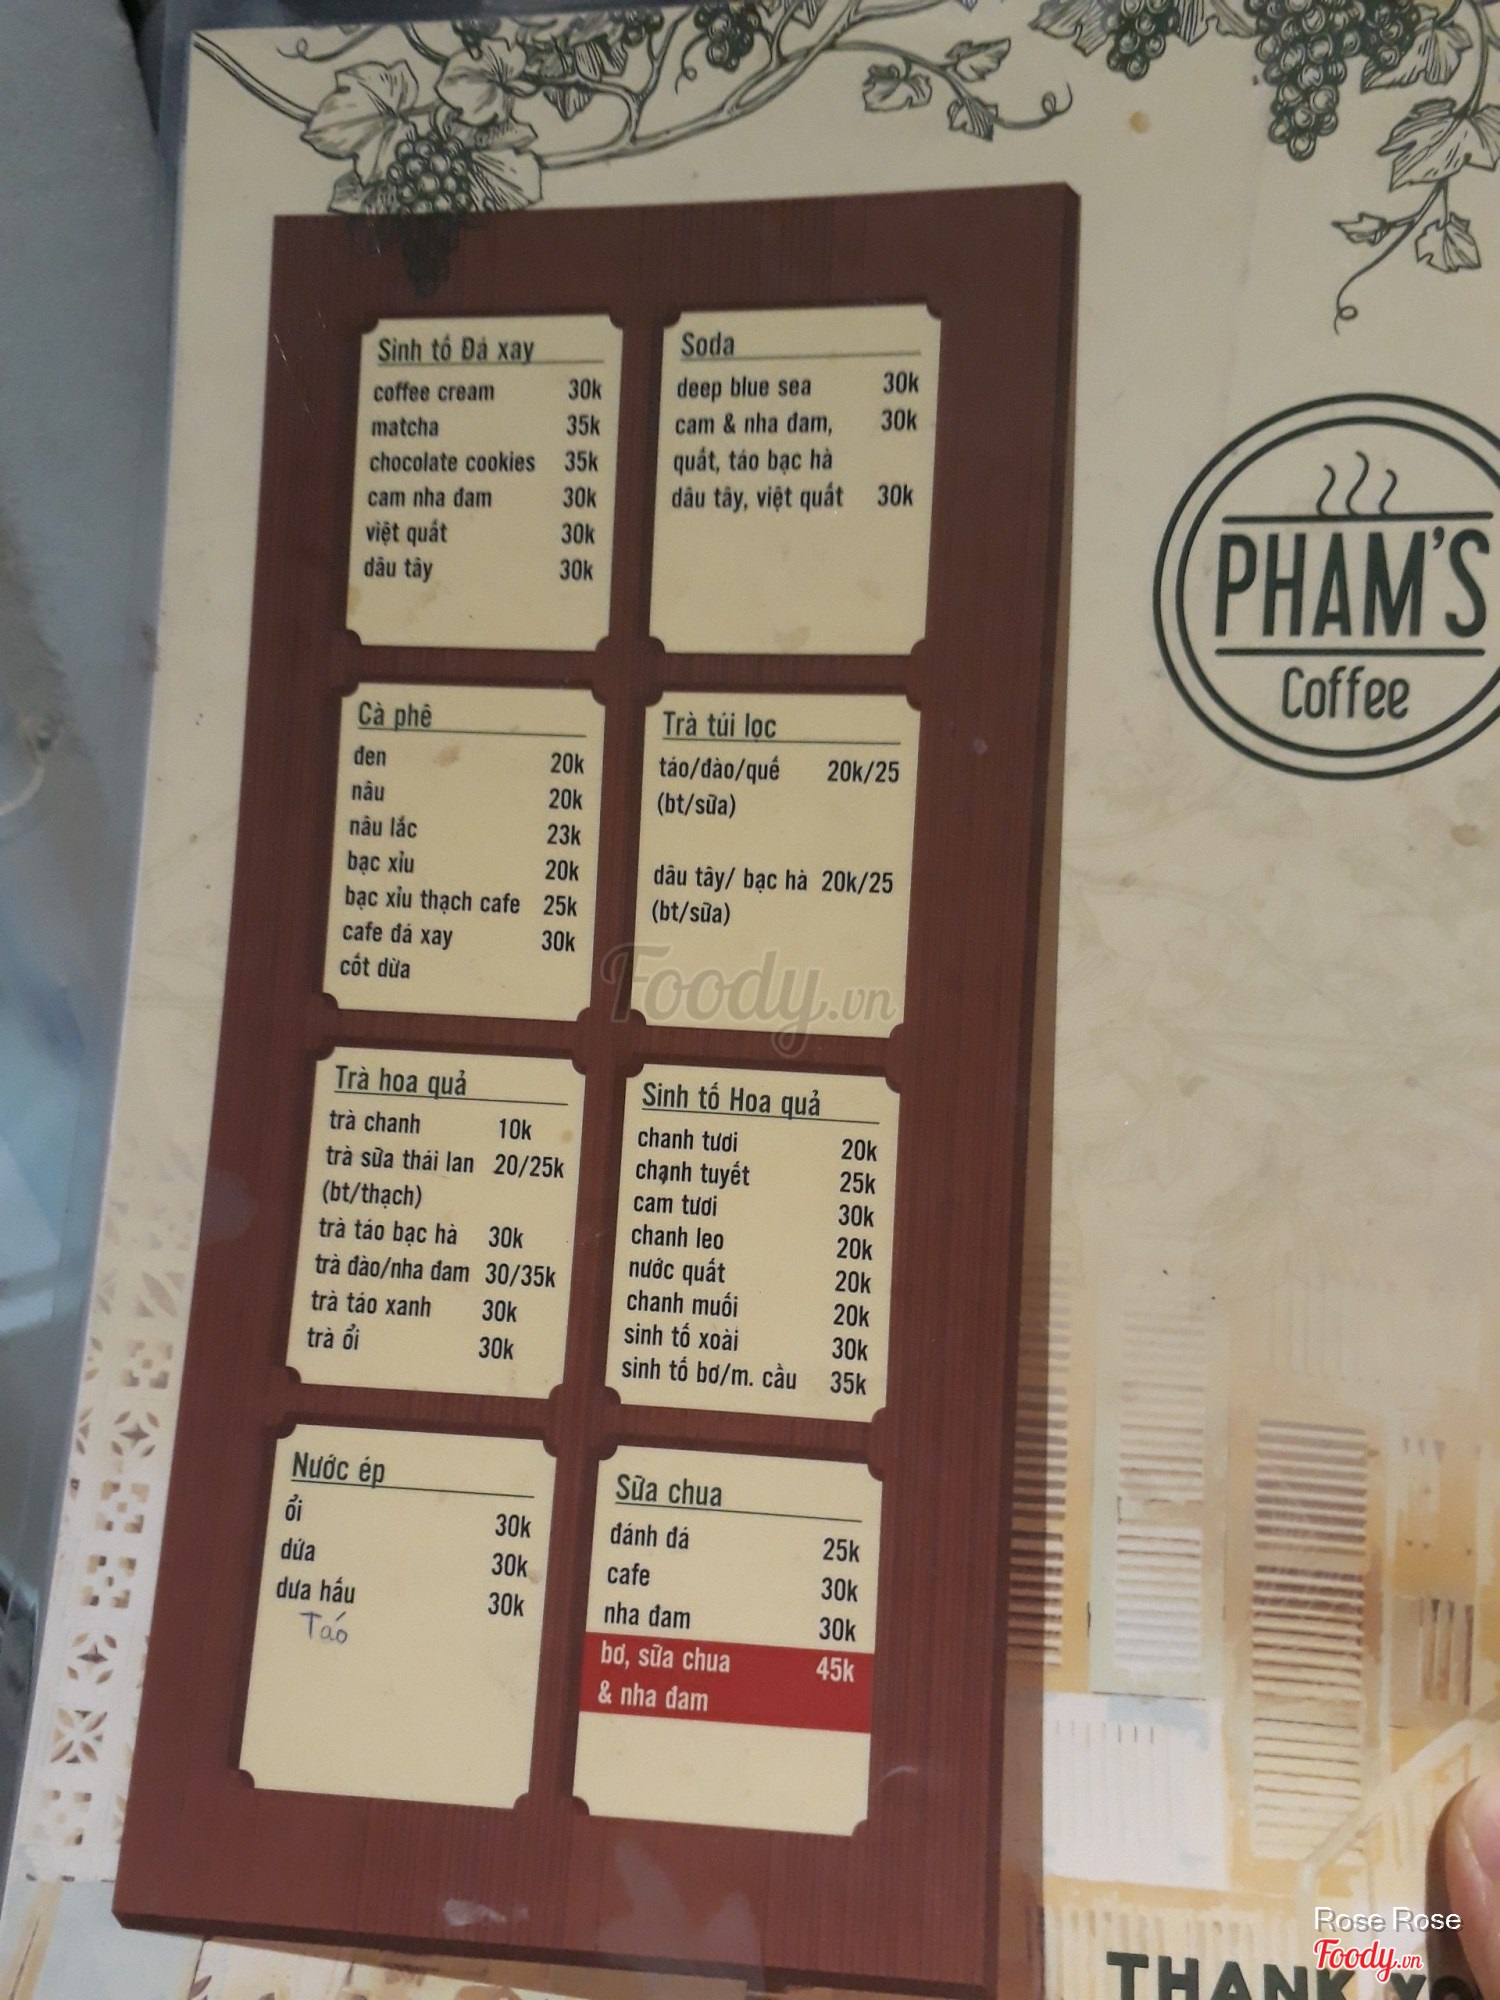 Sinh tố Đá xay
coffee cream 30k
matcha 35k
chocolate cookies 35k
cam nha đam 30k
việt quất 30k
dâu tây 30k
Soda
deep blue sea 30k
cam & nha đam, 30k
quất, táo bạc hà
dâu tây, việt quất 30k
PHAM'S
Coffee
Cà phê
đen 20k
nâu 20k
nâu lắc 23k
bạc xỉu 20k
bạc xỉu thạch cafe 25k
cafe đá xay 30k
cốt dừa
Trà túi lọc
táo/đào/quế 20k/25
(bt/sữa)
dâu tây/ bạc hà 20k/25
(bt/sữa)
Foody.vn
Trà hoa quả
trà chanh 10k
trà sữa thái lan 20/25k
(bt/thạch)
trà táo bạc hà 30k
trà đào/nha đam 30/35k
trà táo xanh 30k
trà ổi 30k
Sinh tố Hoa quả
chanh tươi 20k
chanh tuyết 25k
cam tươi 30k
chanh leo 20k
nước quất 20k
chanh muối 20k
sinh tố xoài 30k
sinh tố bơ/m. cầu 35k
Nước ép
ổi 30k
dứa 30k
dưa hấu 30k
Táo
Sữa chua
đánh đá 25k
cafe 30k
nha đam 30k
bơ, sữa chua 45k
& nha đam
Rose Rose
Foody.vn
THANK